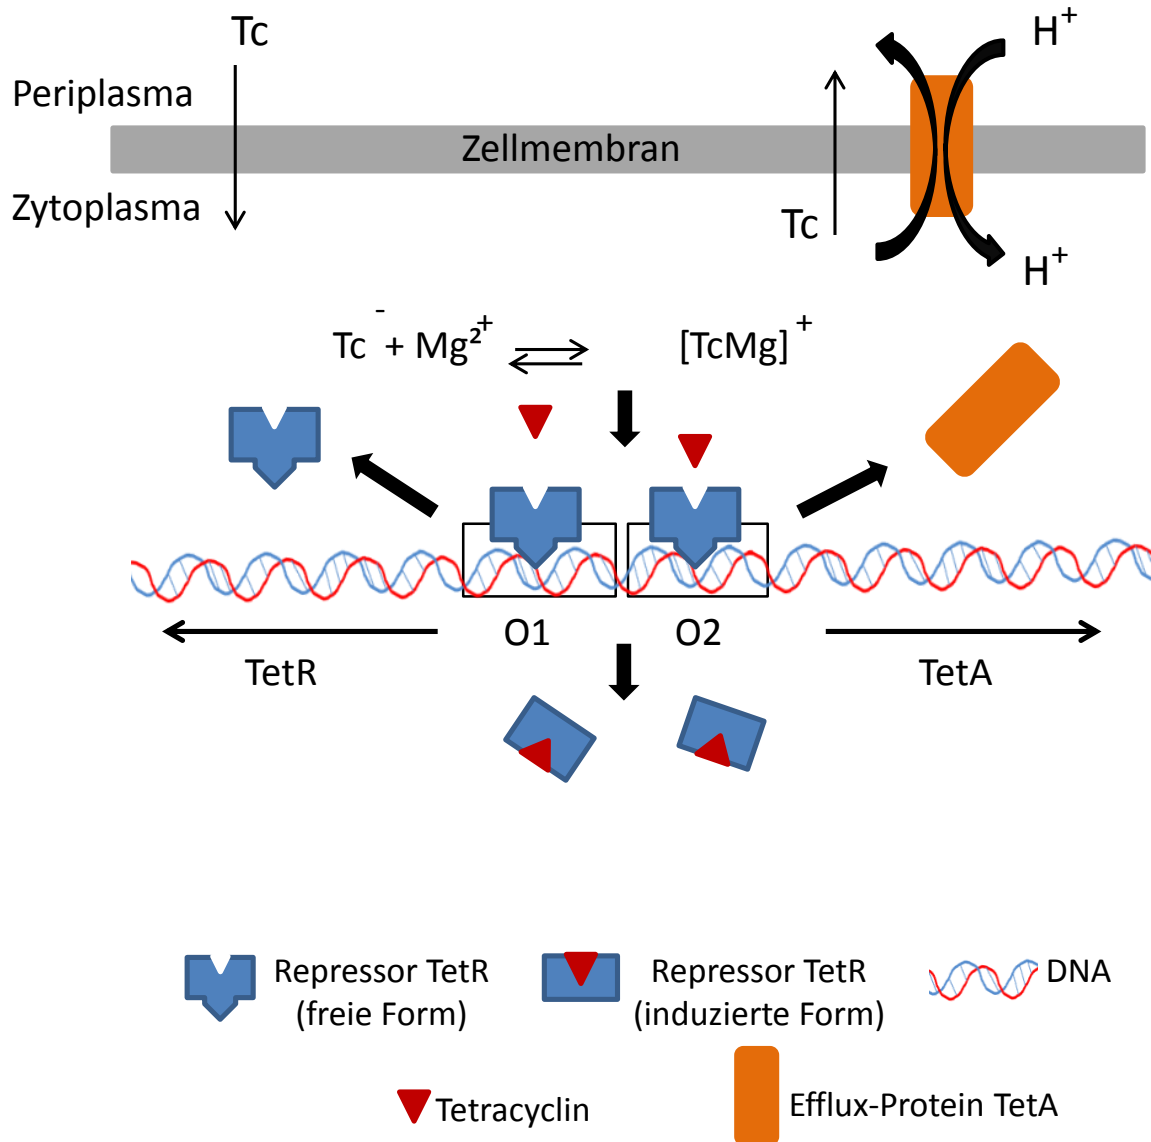 Tc
H⁺
Periplasma
Zellmembran
Zytoplasma
Tc
H⁺
Tc⁻ + Mg²⁺
[TcMg]⁺
O1
O2
TetR
TetA
Repressor TetR
(freie Form)
Repressor TetR
(induzierte Form)
DNA
Tetracyclin
Efflux-Protein TetA